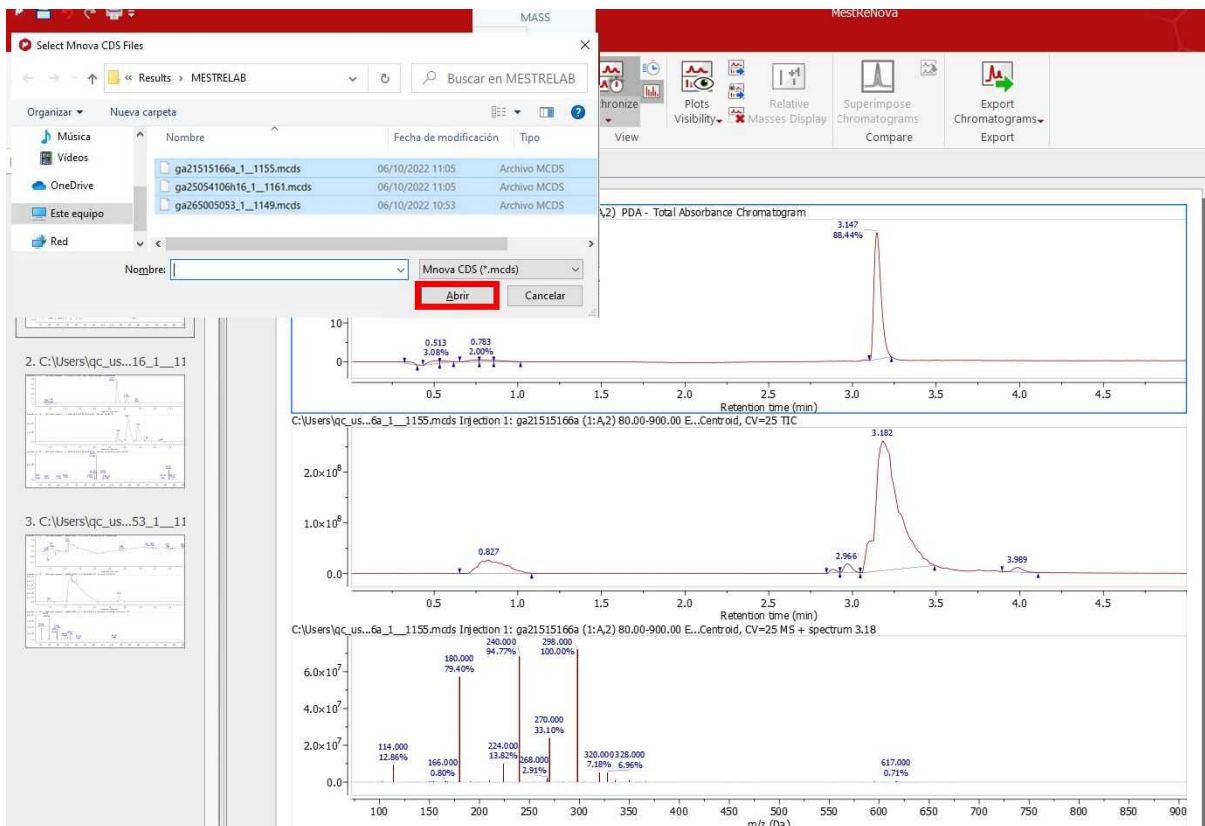 MASS
MestReNova
Select Mnova CDS Files
« Results > MESTRELAB
Buscar en MESTRELAB
Organizar
Nueva carpeta
Música
Vídeos
OneDrive
Este equipo
Red
Nombre Fecha de modificación Tipo
ga21515166a_1__1155.mcds 06/10/2022 11:05 Archivo MCDS
ga25054106h16_1__1161.mcds 06/10/2022 11:05 Archivo MCDS
ga265005053_1__1149.mcds 06/10/2022 10:53 Archivo MCDS
Nombre:
Mnova CDS (*.mcds)
Abrir
Cancelar
hronize
View
Plots
Visibility
Relative
Masses Display
Superimpose
Chromatograms
Compare
Export
Chromatograms
Export
2. C:\Users\qc_us...16_1__11
3. C:\Users\qc_us...53_1__11
A,2) PDA - Total Absorbance Chromatogram
3.147
88.44%
10
0.513
3.08%
0.783
2.00%
0
0.5 1.0 1.5 2.0 2.5 3.0 3.5 4.0 4.5
Retention time (min)
C:\Users\qc_us...6a_1__1155.mcds Injection 1: ga21515166a (1:A,2) 80.00-900.00 E...Centroid, CV=25 TIC
3.182
2.0×10⁸
1.0×10⁸
0.827
2.966
3.989
0.0
0.5 1.0 1.5 2.0 2.5 3.0 3.5 4.0 4.5
Retention time (min)
C:\Users\qc_us...6a_1__1155.mcds Injection 1: ga21515166a (1:A,2) 80.00-900.00 E...Centroid, CV=25 MS + spectrum 3.18
240.000
94.77%
298.000
100.00%
180.000
79.40%
6.0×10⁷
4.0×10⁷
270.000
33.10%
2.0×10⁷
114.000
12.86%
166.000
0.80%
224.000
13.82%
268.000
2.91%
320.000
7.18%
328.000
6.96%
617.000
0.71%
0.0
100 150 200 250 300 350 400 450 500 550 600 650 700 750 800 850 900
m/z (Da)